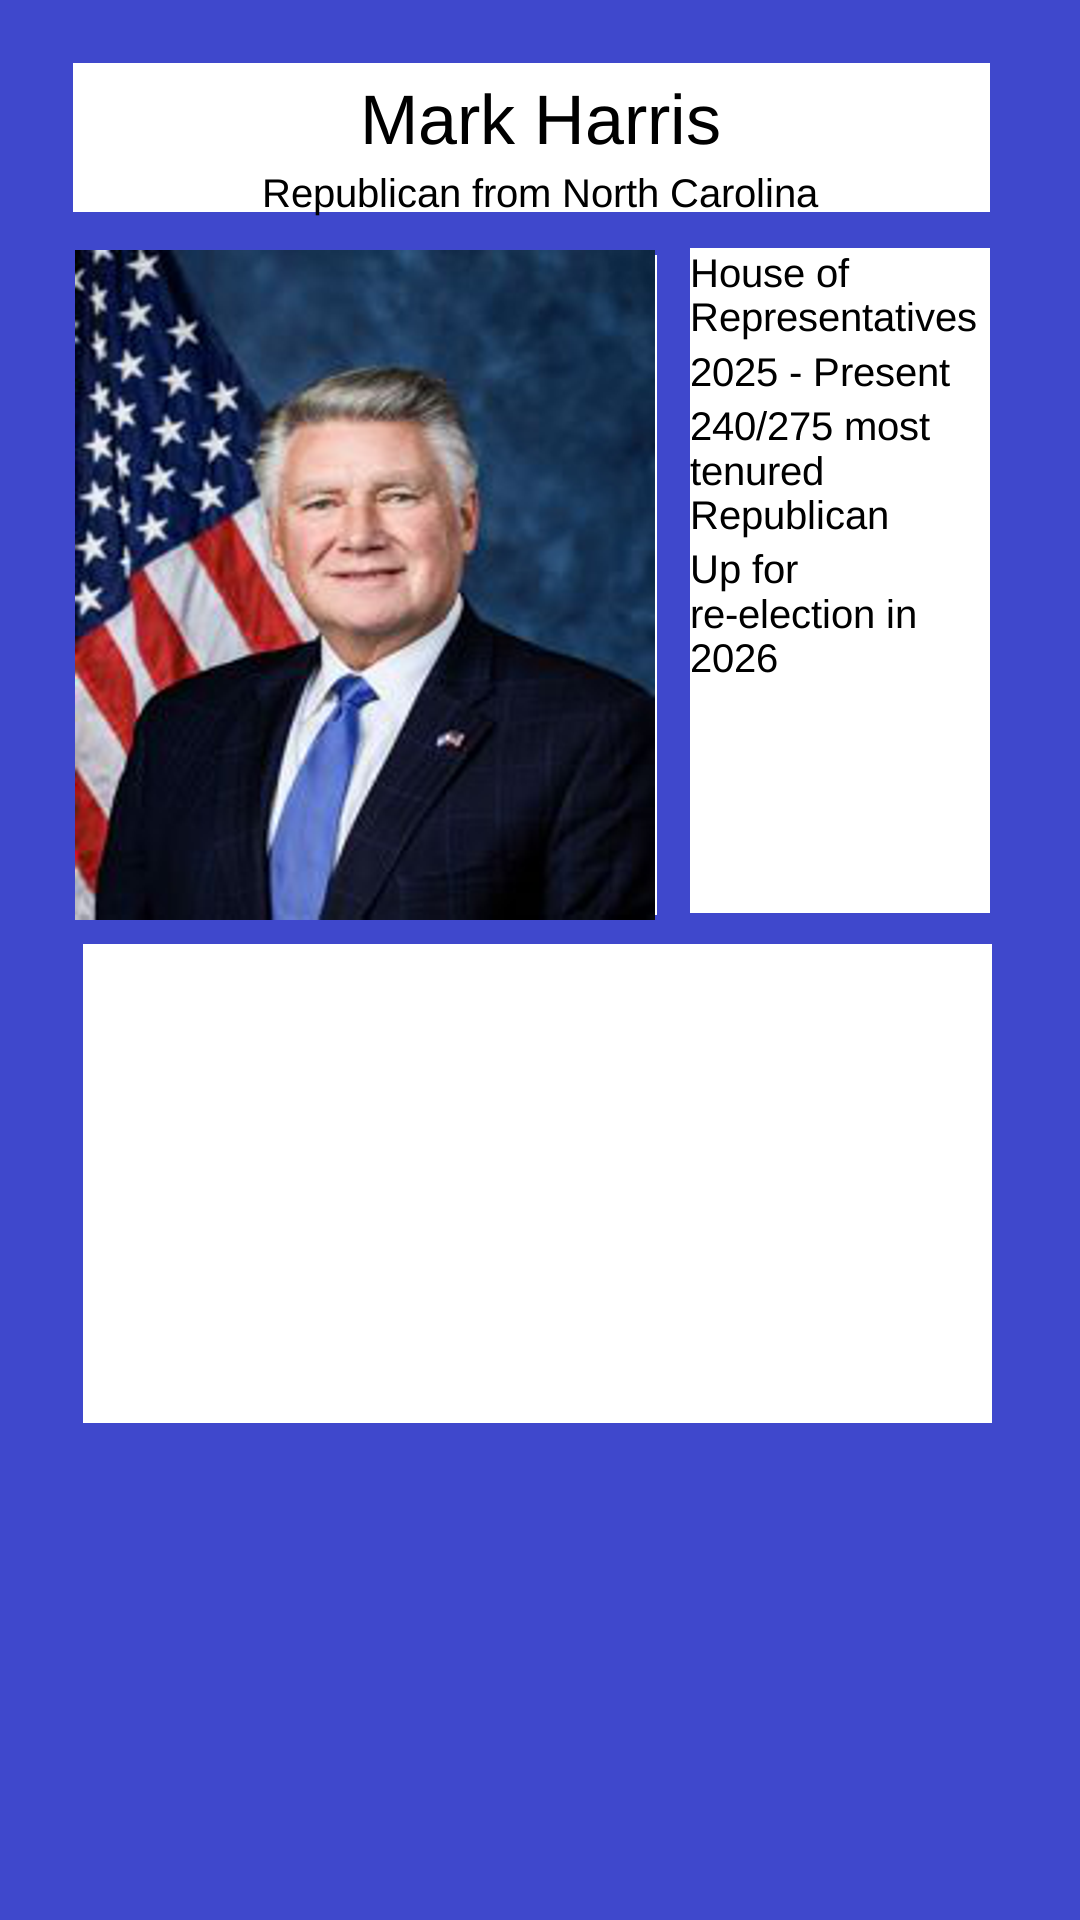 Mark Harris
Republican from North Carolina
House of
Representatives
2025 - Present
240/275 most
tenured
Republican
Up for
re-election in
2026